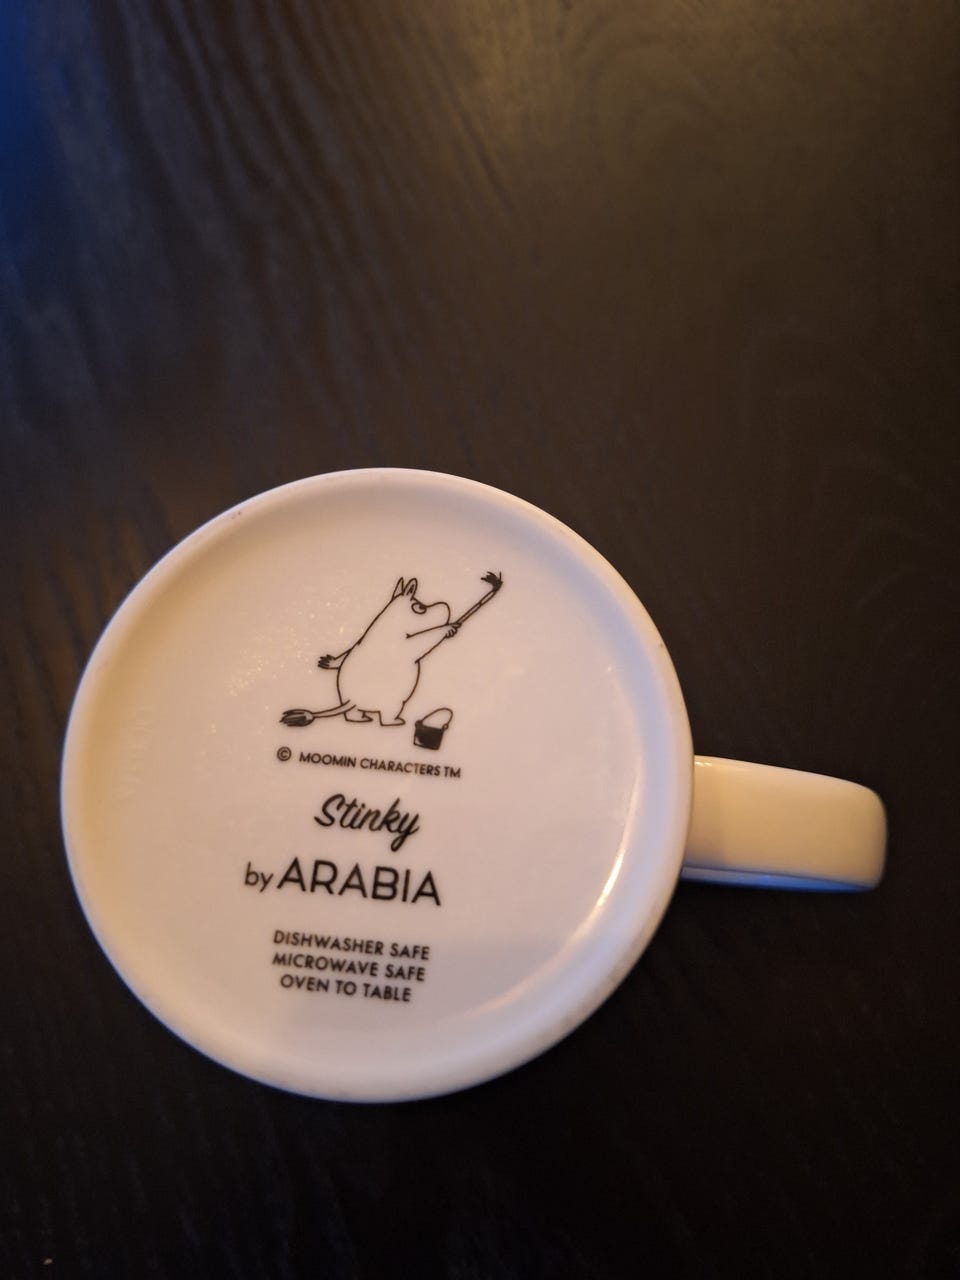 © MOOMIN CHARACTERS TM
Stinky
by ARABIA
DISHWASHER SAFE
MICROWAVE SAFE
OVEN TO TABLE